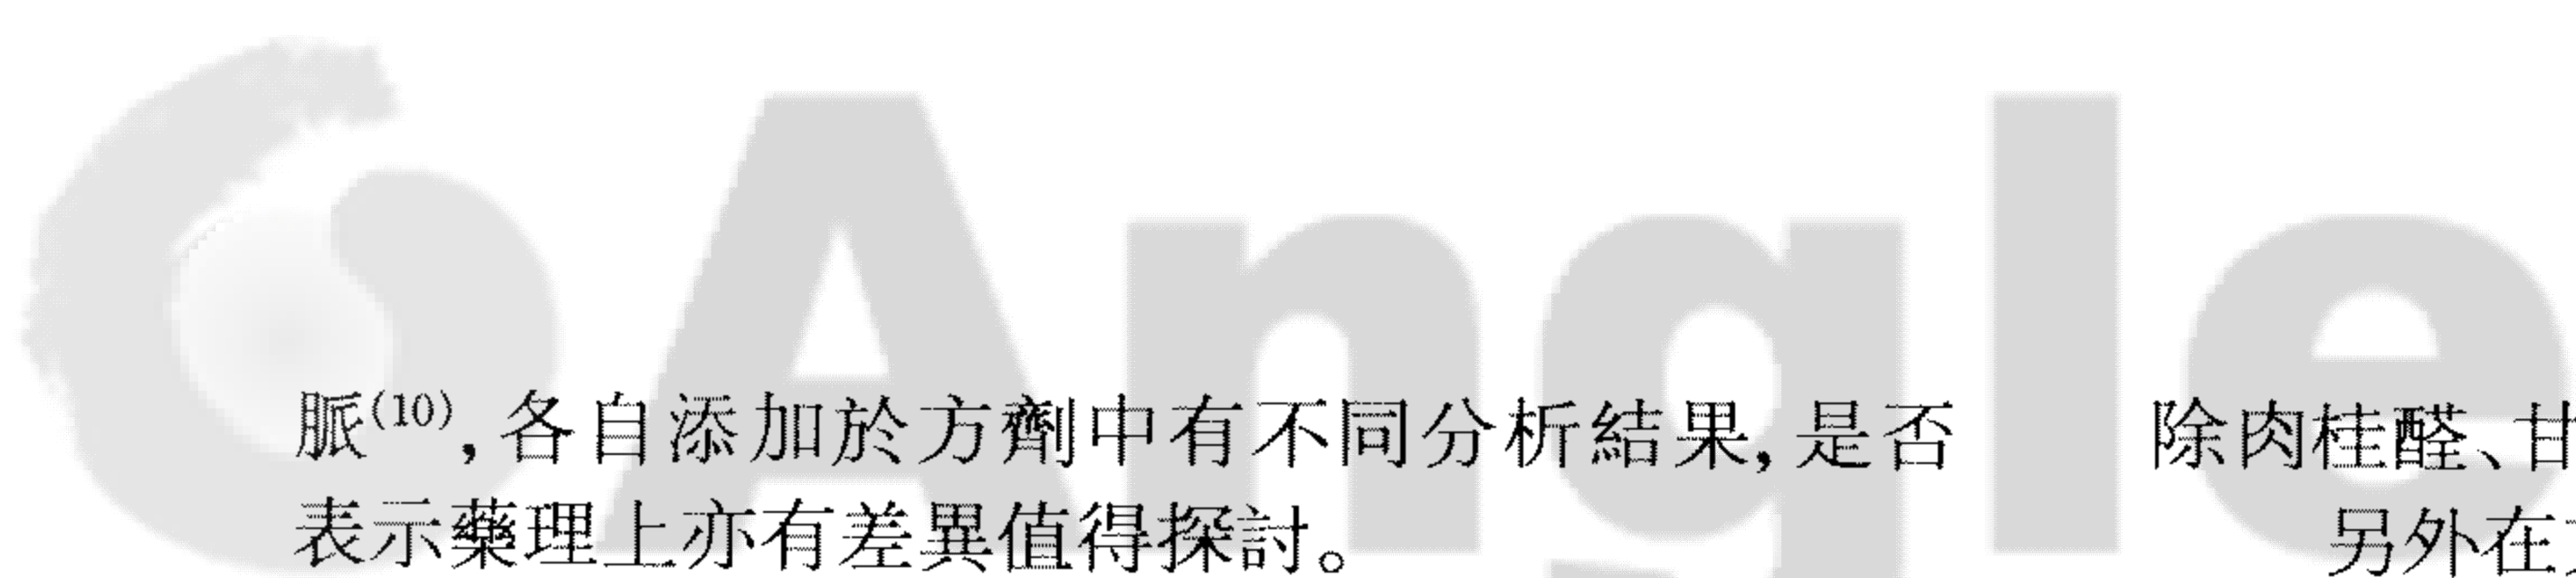 Angle
脈(10), 各自添加於方劑中有不同分析結果, 是否
表示藥理上亦有差異值得探討。
除肉桂醛、甘
另外在